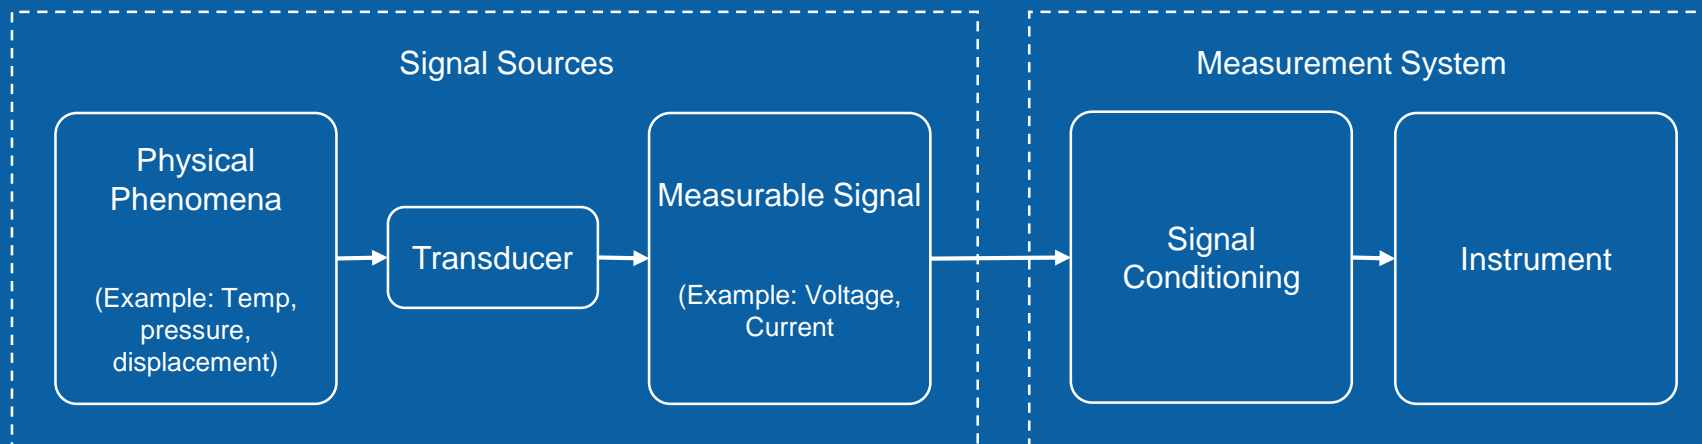 Signal Sources
Measurement System
Physical
Phenomena
(Example: Temp,
pressure,
displacement)
Transducer
Measurable Signal
(Example: Voltage,
Current
Signal
Conditioning
Instrument